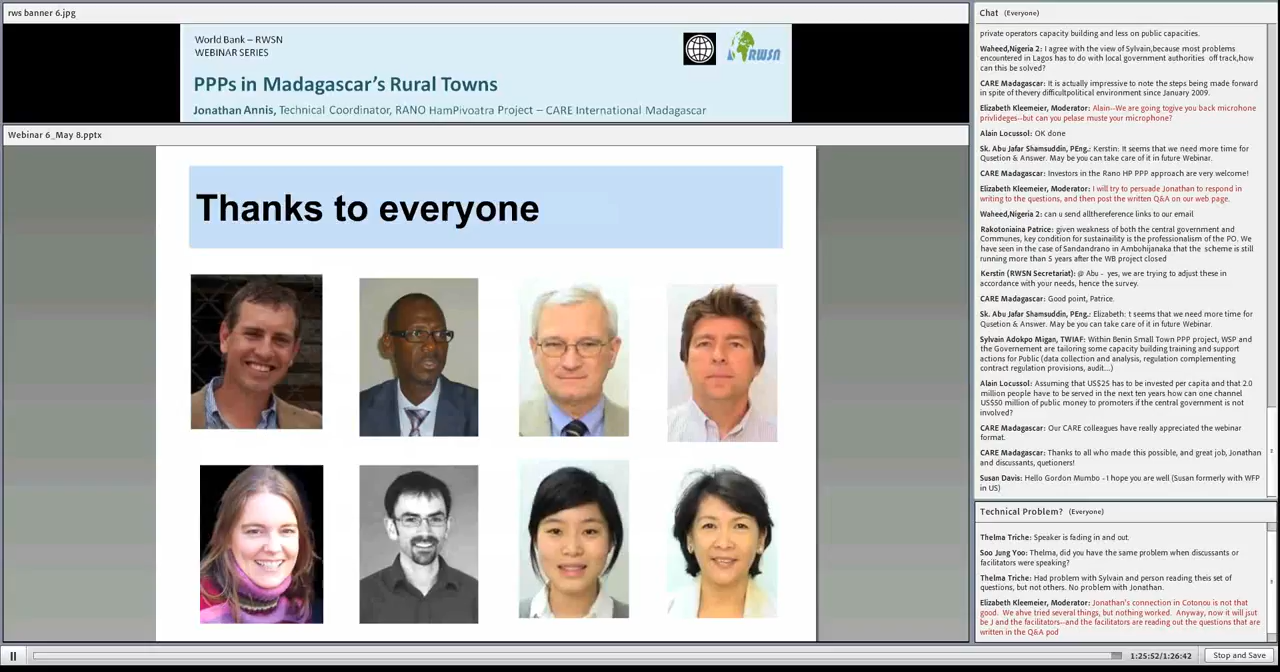 rws banner 6.jpg
World Bank – RWSN
WEBINAR SERIES
RWSN
PPPs in Madagascar's Rural Towns
Jonathan Annis, Technical Coordinator, RANO HamPivoatra Project – CARE International Madagascar
Webinar 6_May 8.pptx
Thanks to everyone
Chat (Everyone)
private operators capacity building and less on public capacities.
Waheed,Nigeria 2: I agree with the view of Sylvain,because most problems
encountered in Lagos has to do with local government authorities off track,how
can this be solved?
CARE Madagascar: It is actually impressive to note the steps being made forward
in spite of thevery difficultpolitical environment since January 2009.
Elizabeth Kleemeier, Moderator: Alain--We are going togive you back microhone
privlideges--but can you pelase muste your microphone?
Alain Locussol: OK done
Sk. Abu Jafar Shamsuddin, PEng.: Kerstin: It seems that we need more time for
Qusetion & Answer. May be you can take care of it in future Webinar.
CARE Madagascar: Investors in the Rano HP PPP approach are very welcome!
Elizabeth Kleemeier, Moderator: I will try to persuade Jonathan to respond in
writing to the questions, and then post the written Q&A on our web page.
Waheed,Nigeria 2: can u send allthereference links to our email
Rakotoniaina Patrice: given weakness of both the central government and
Communes, key condition for sustainaility is the professionalism of the PO. We
have seen in the case of Sandandrano in Ambohijanaka that the scheme is still
running more than 5 years after the WB project closed
Kerstin (RWSN Secretariat): @ Abu - yes, we are trying to adjust these in
accordance with your needs, hence the survey.
CARE Madagascar: Good point, Patrice.
Sk. Abu Jafar Shamsuddin, PEng.: Elizabeth: t seems that we need more time for
Qusetion & Answer. May be you can take care of it in future Webinar.
Sylvain Adokpo Migan, TWIAF: Within Benin Small Town PPP project, WSP and
the Governement are tailoring some capacity building training and support
actions for Public (data collection and analysis, regulation complementing
contract regulation provisions, audit...)
Alain Locussol: Assuming that US$25 has to be invested per capita and that 2.0
million people have to be served in the next ten years how can one channel
US$50 million of public money to promoters if the central government is not
involved?
CARE Madagascar: Our CARE colleagues have really appreciated the webinar
format.
CARE Madagascar: Thanks to all who made this possible, and great job, Jonathan
and discussants, quetioners!
Susan Davis: Hello Gordon Mumbo - I hope you are well (Susan formerly with WFP
in US)
Technical Problem? (Everyone)
Thelma Triche: Speaker is fading in and out.
Soo Jung Yoo: Thelma, did you have the same problem when discussants or
facilitators were speaking?
Thelma Triche: Had problem with Sylvain and person reading theis set of
questions, but not others. No problem with Jonathan.
Elizabeth Kleemeier, Moderator: Jonathan's connection in Cotonou is not that
good. We ahve tried several things, but nothing worked. Anyway, now it will jsut
be J and the facilitators--and the facilitators are reading out the questions that are
written in the Q&A pod
1:25:52/1:26:42
Stop and Save